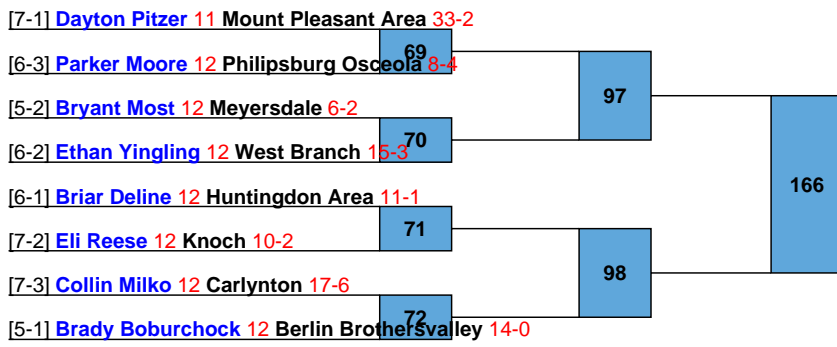 [7-1] Dayton Pitzer 11 Mount Pleasant Area 33-2
69
[6-3] Parker Moore 12 Philipsburg Osceola 8-4
97
[5-2] Bryant Most 12 Meyersdale 6-2
70
[6-2] Ethan Yingling 12 West Branch 15-3
166
[6-1] Briar Deline 12 Huntingdon Area 11-1
71
[7-2] Eli Reese 12 Knoch 10-2
98
[7-3] Collin Milko 12 Carlynton 17-6
72
[5-1] Brady Boburchock 12 Berlin Brothersvalley 14-0